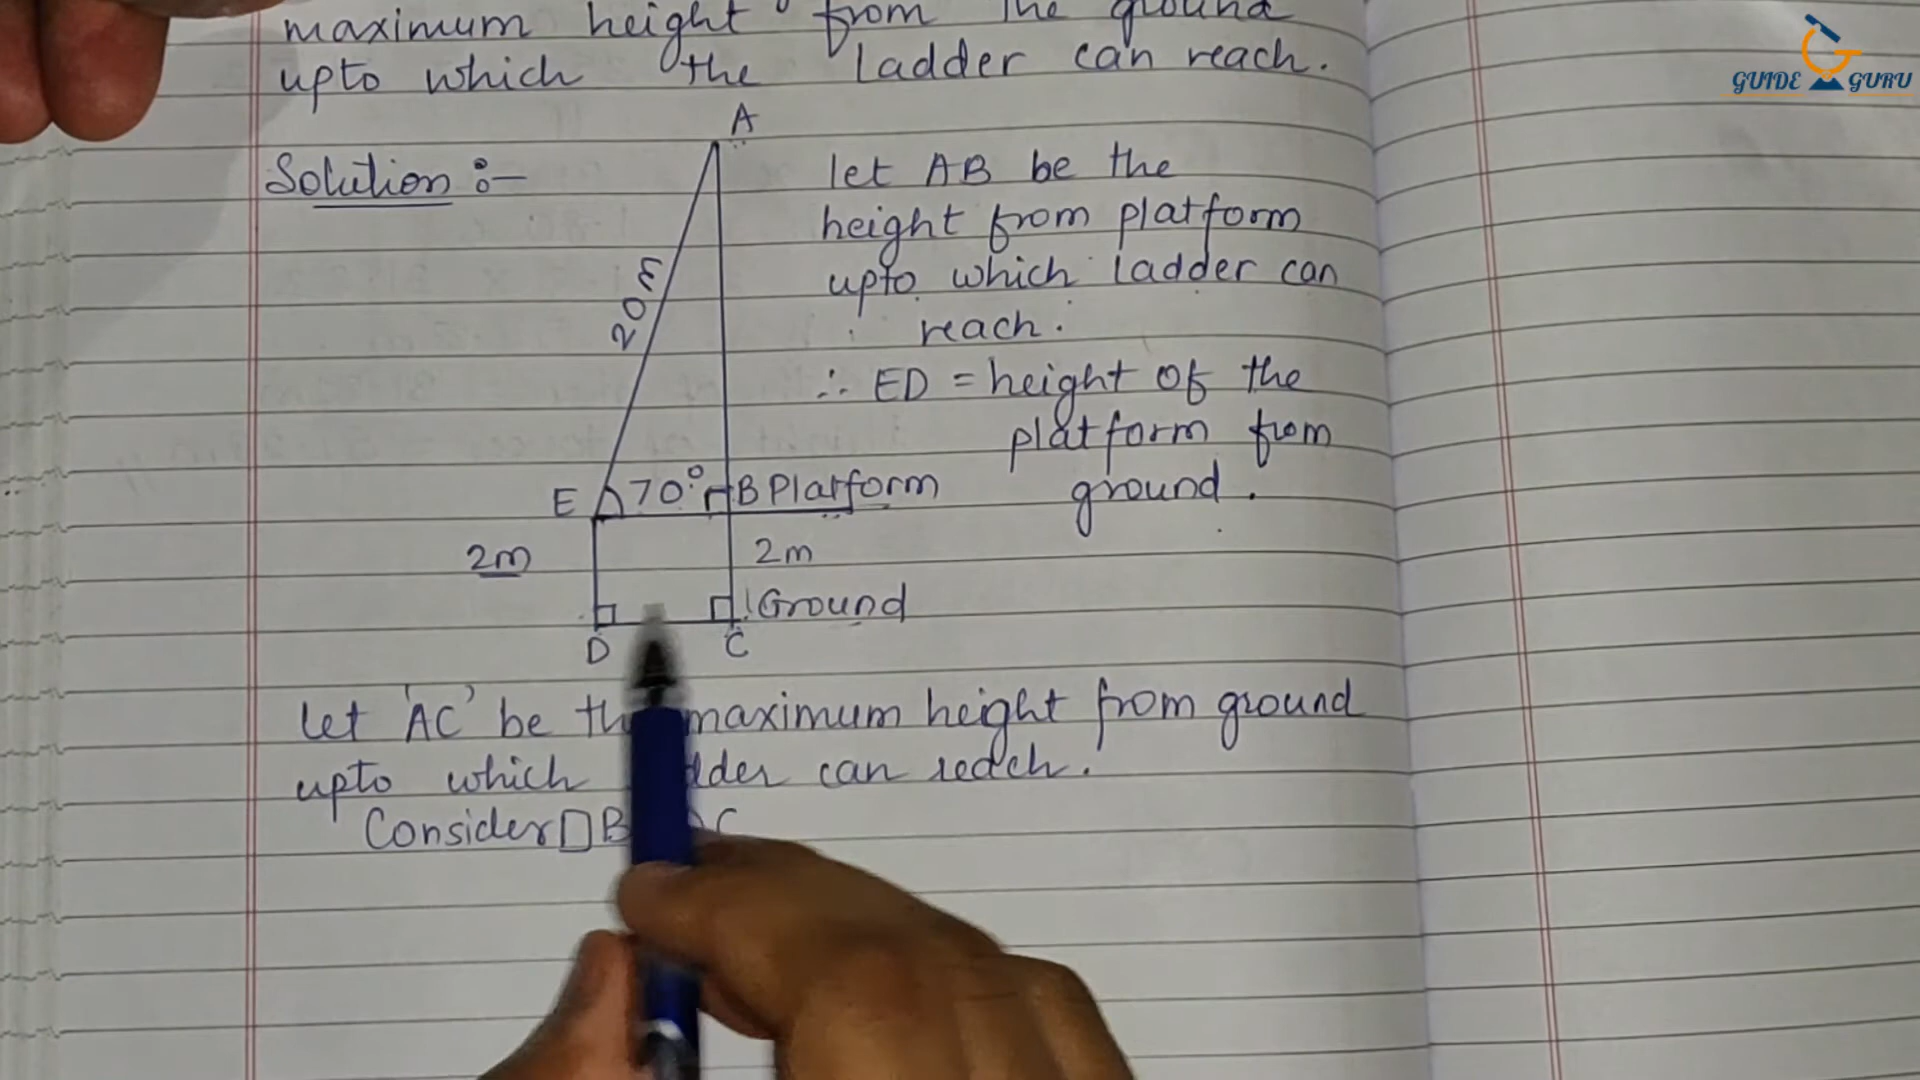 maximum height from the ground
upto which the ladder can reach.
GUIDE GURU
A
Solution :-
let AB be the
height from platform
upto which ladder can
reach.
20m
∴ ED = height of the
platform from
ground.
E 70° B Platform
2m 2m
Ground
D C
let 'AC' be the maximum height from ground
upto which can reach.
Consider □